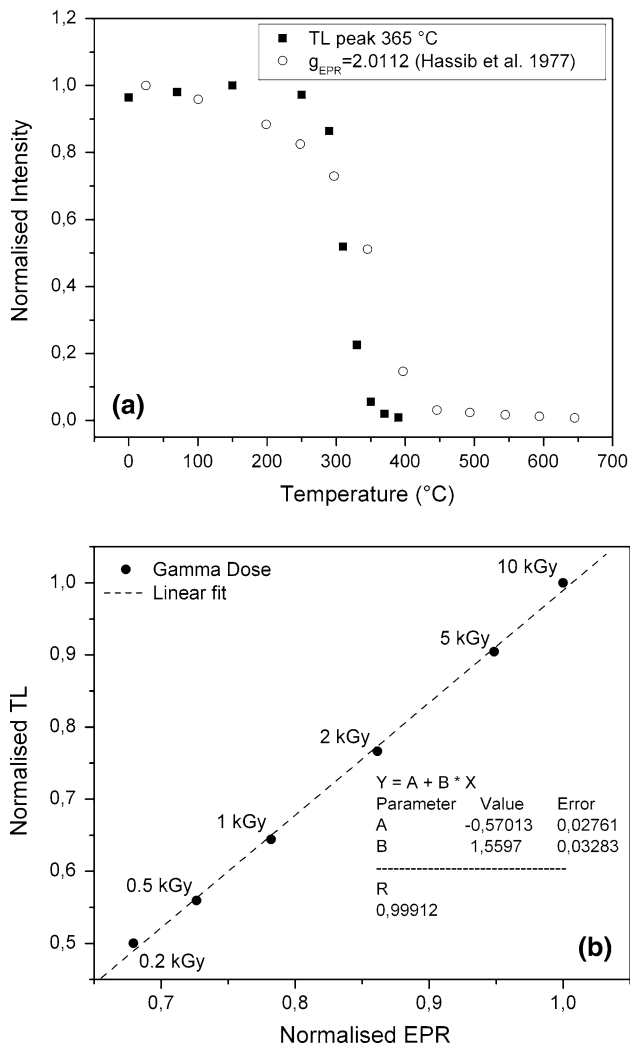 1,2
1,0
0,8
0,6
0,4
0,2
0,0
Normalised Intensity
TL peak 365 °C
gEPR=2.0112 (Hassib et al. 1977)
(a)
0 100 200 300 400 500 600 700
Temperature (°C)
1,0
0,9
0,8
0,7
0,6
0,5
Normalised TL
Gamma Dose
Linear fit
10 kGy
5 kGy
2 kGy
1 kGy
0.5 kGy
0.2 kGy
Y = A + B * X
Parameter Value Error
A -0,57013 0,02761
B 1,5597 0,03283
---------------------------------
R
0,99912
(b)
0,7 0,8 0,9 1,0
Normalised EPR